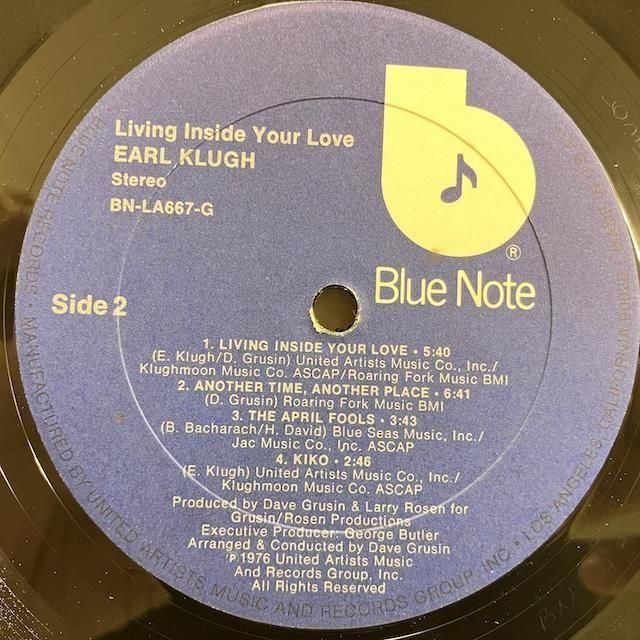 Living Inside Your Love
EARL KLUGH
Stereo
BN-LA667-G
b
®
Blue Note
Side 2
1. LIVING INSIDE YOUR LOVE • 5:40
(E. Klugh/D. Grusin) United Artists Music Co., Inc./
Klughmoon Music Co. ASCAP/Roaring Fork Music BMI
2. ANOTHER TIME, ANOTHER PLACE • 6:41
(D. Grusin) Roaring Fork Music BMI
3. THE APRIL FOOLS • 3:43
(B. Bacharach/H. David) Blue Seas Music, Inc./
Jac Music Co., Inc. ASCAP
4. KIKO • 2:46
(E. Klugh) United Artists Music Co., Inc./
Klughmoon Music Co. ASCAP
Produced by Dave Grusin & Larry Rosen for
Grusin/Rosen Productions
Executive Producer: George Butler
Arranged & Conducted by Dave Grusin
℗ 1976 United Artists Music
And Records Group, Inc.
All Rights Reserved
BLUE NOTE RECORDS • MANUFACTURED BY UNITED ARTISTS MUSIC AND RECORDS GROUP, INC • LOS ANGELES, CALIFORNIA